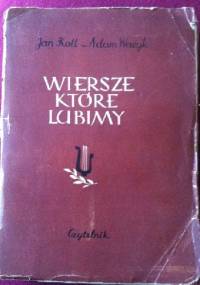 Jan Kott – Adam Ważyk
WIERSZE
KTÓRE
LUBIMY
Czytelnik